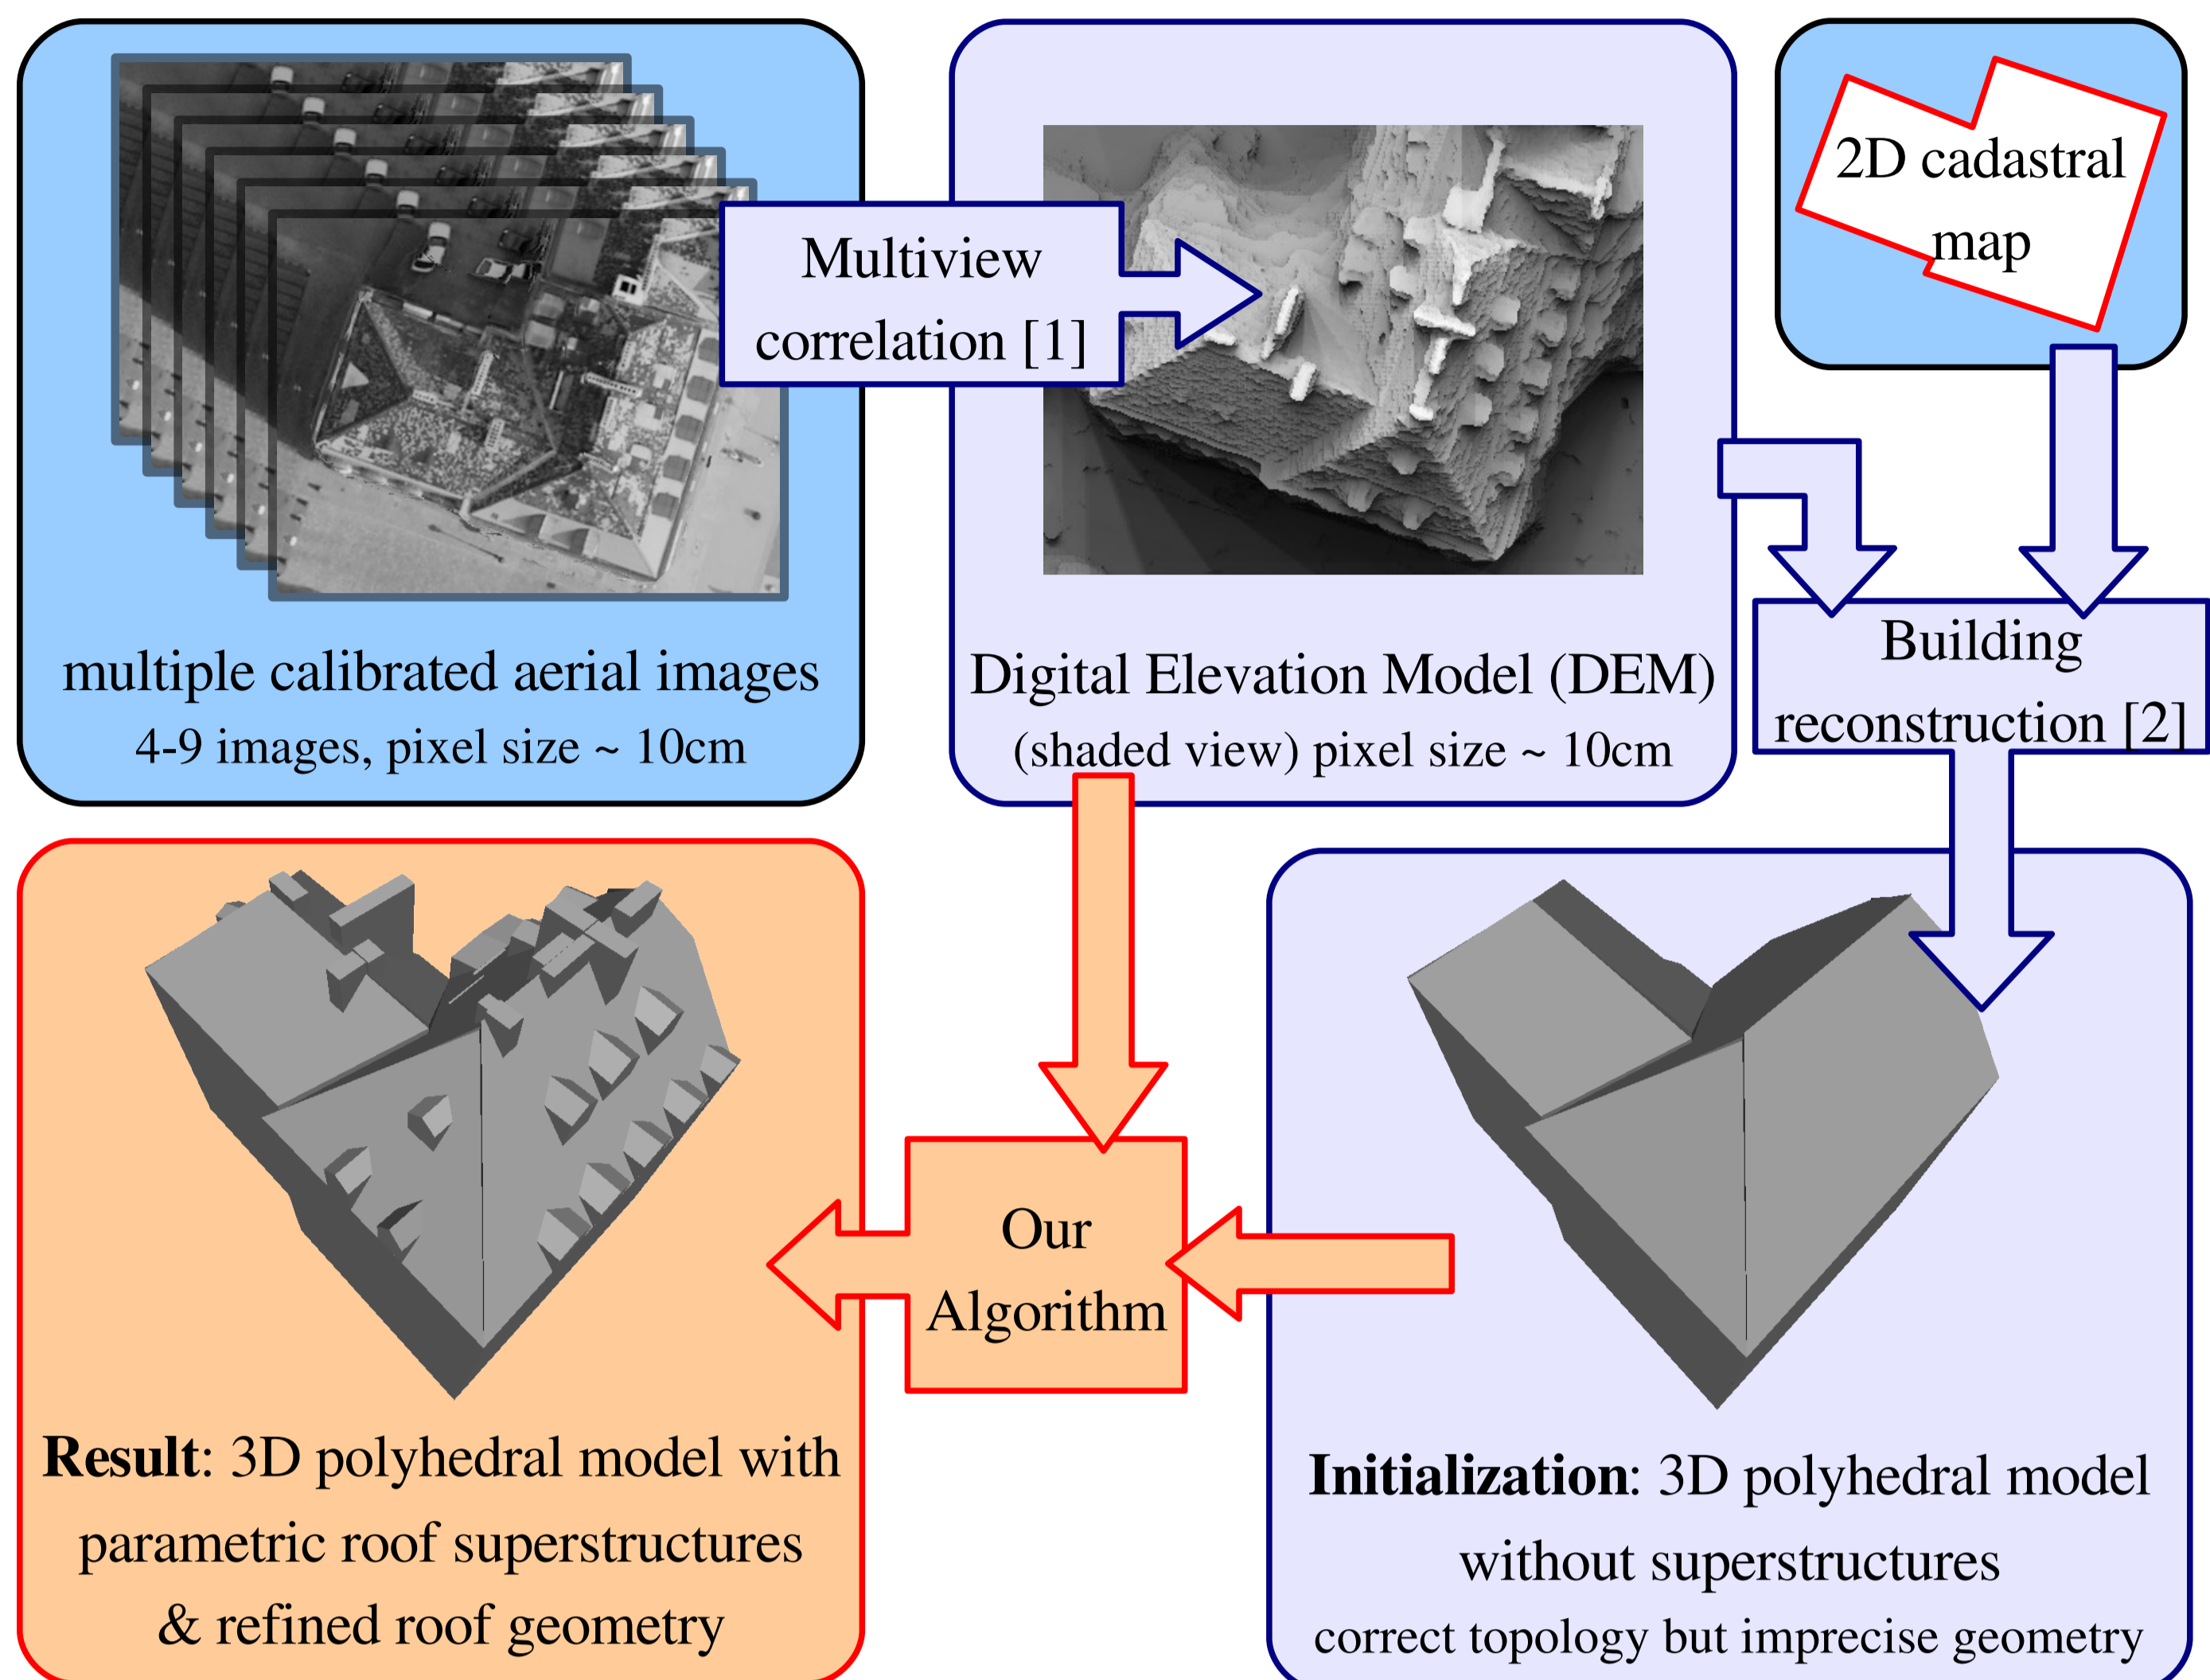 multiple calibrated aerial images
4-9 images, pixel size ~ 10cm
Multiview
correlation [1]
Digital Elevation Model (DEM)
(shaded view) pixel size ~ 10cm
2D cadastral
map
Building
reconstruction [2]
Initialization: 3D polyhedral model
without superstructures
correct topology but imprecise geometry
Our
Algorithm
Result: 3D polyhedral model with
parametric roof superstructures
& refined roof geometry